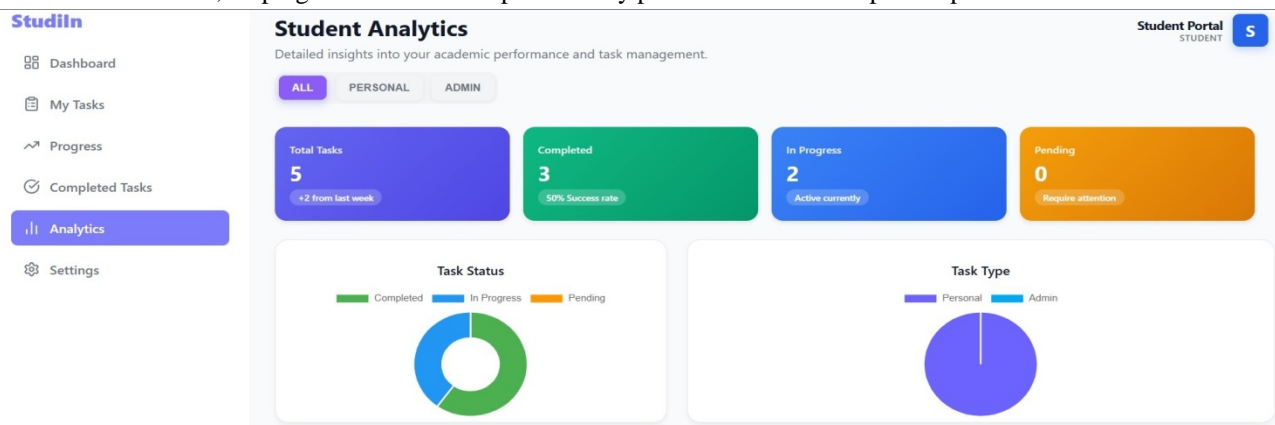 StudiIn
Dashboard
My Tasks
Progress
Completed Tasks
Analytics
Settings
Student Analytics
Detailed insights into your academic performance and task management.
Student Portal
STUDENT
S
ALL PERSONAL ADMIN
Total Tasks
5
+2 from last week
Completed
3
50% Success rate
In Progress
2
Active currently
Pending
0
Require attention
Task Status
Completed In Progress Pending
Task Type
Personal Admin